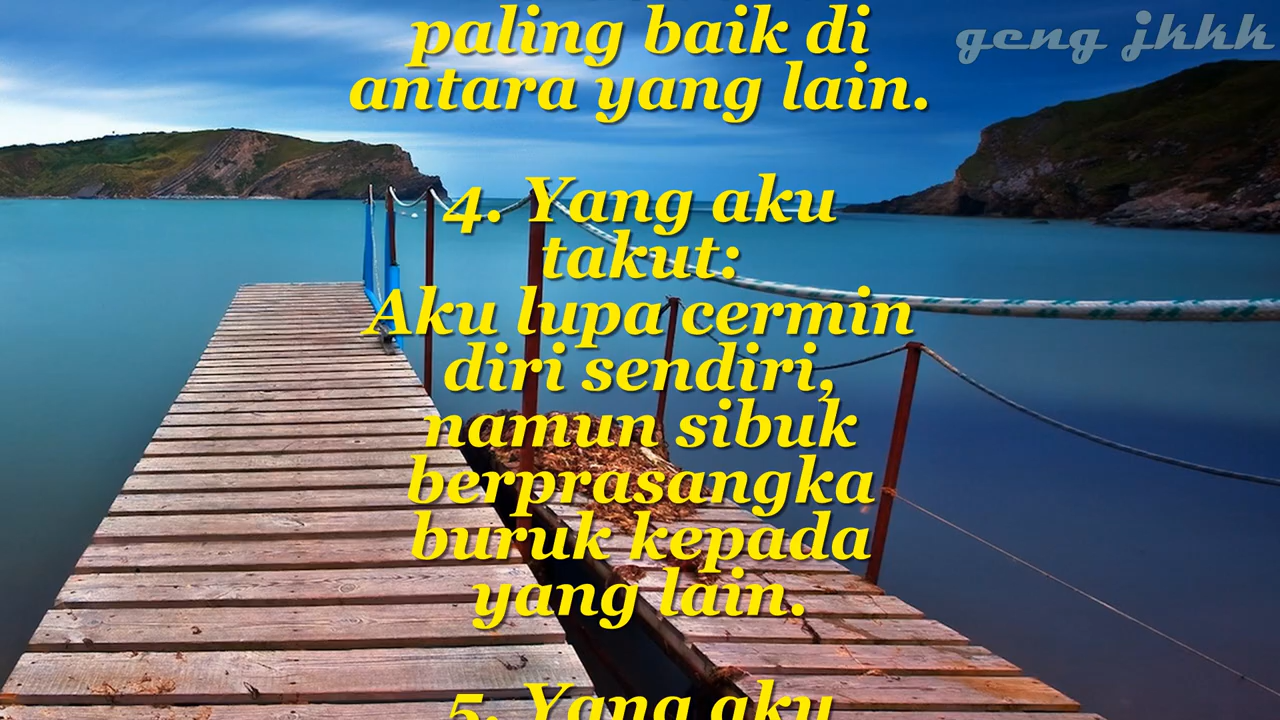 paling baik di
antara yang lain.
4. Yang aku
takut:
Aku lupa cermin
diri sendiri,
namun sibuk
berprasangka
buruk kepada
yang lain.
5. Yang aku
geng jkkk